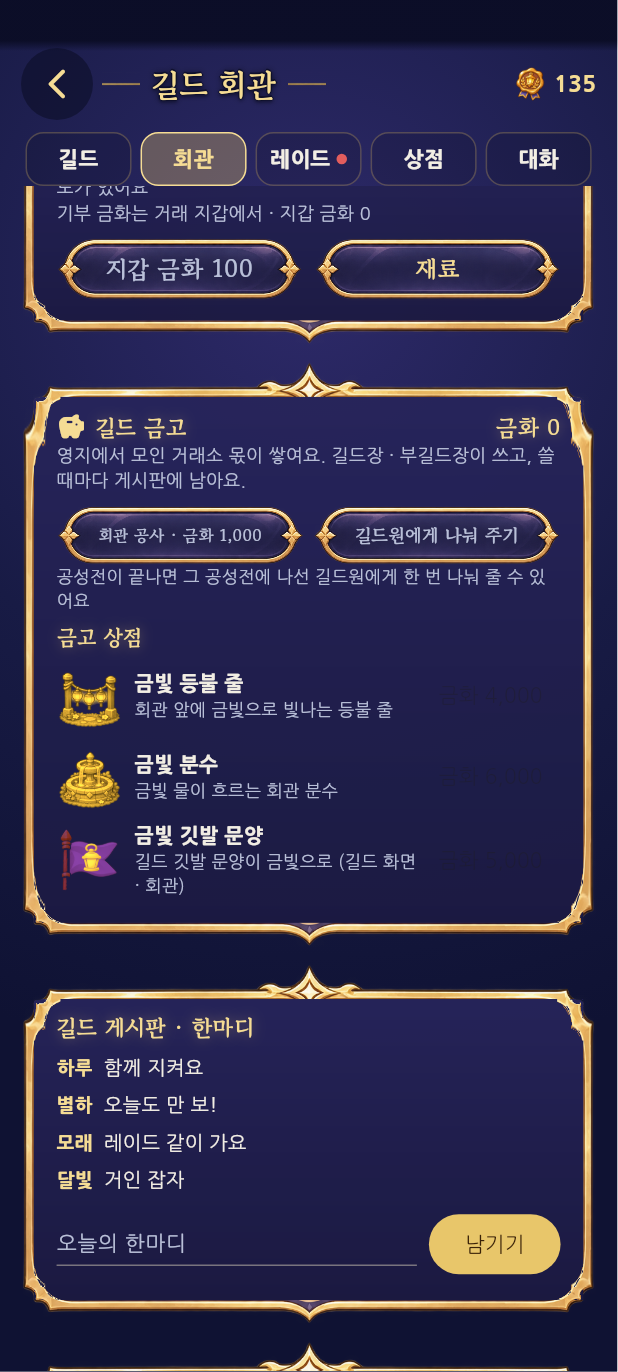 길드 회관
135
길드
회관
레이드
상점
대화
도가 있어요
기부 금화는 거래 지갑에서 · 지갑 금화 0
지갑 금화 100
재료
길드 금고
금화 0
영지에서 모인 거래소 몫이 쌓여요. 길드장 · 부길드장이 쓰고, 쓸
때마다 게시판에 남아요.
회관 공사 · 금화 1,000
길드원에게 나눠 주기
공성전이 끝나면 그 공성전에 나선 길드원에게 한 번 나눠 줄 수 있
어요
금고 상점
금빛 등불 줄
회관 앞에 금빛으로 빛나는 등불 줄
금빛 분수
금빛 물이 흐르는 회관 분수
금빛 깃발 문양
길드 깃발 문양이 금빛으로 (길드 화면
· 회관)
길드 게시판 · 한마디
하루 함께 지켜요
별하 오늘도 만 보!
모래 레이드 같이 가요
달빛 거인 잡자
오늘의 한마디
남기기